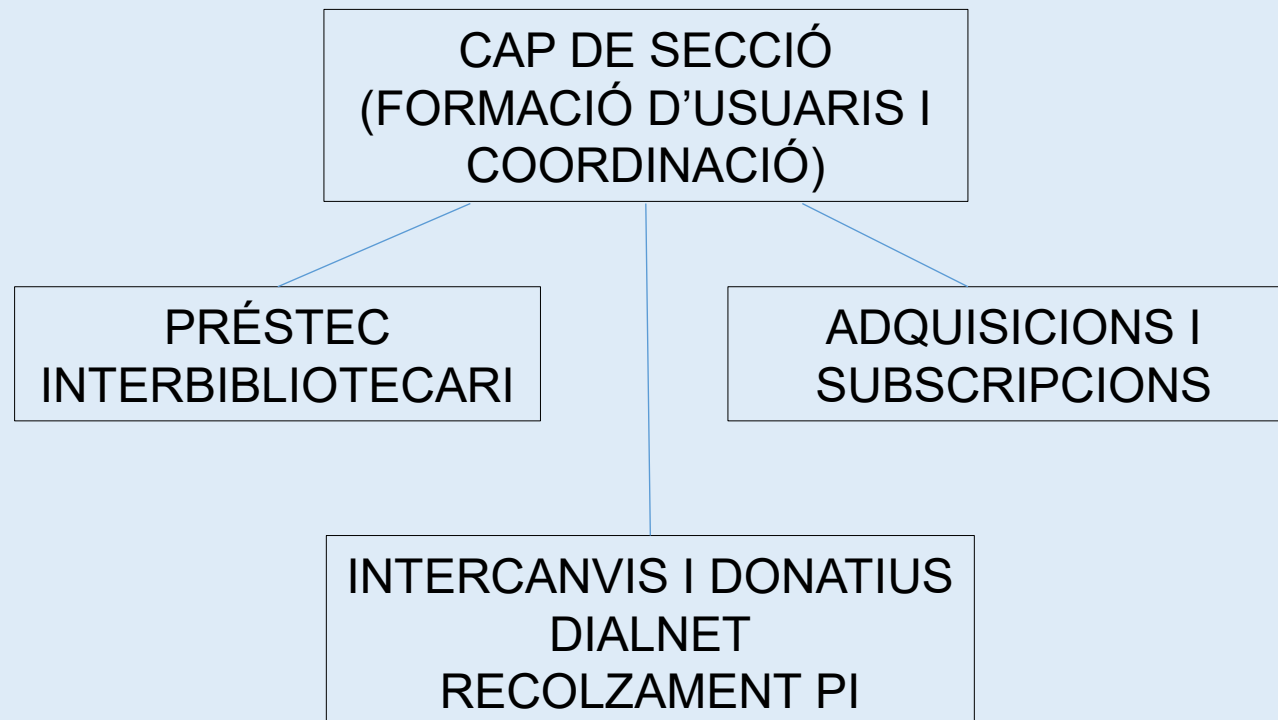 CAP DE SECCIÓ
(FORMACIÓ D’USUARIS I
COORDINACIÓ)
PRÉSTEC
INTERBIBLIOTECARI
ADQUISICIONS I
SUBSCRIPCIONS
INTERCANVIS I DONATIUS
DIALNET
RECOLZAMENT PI